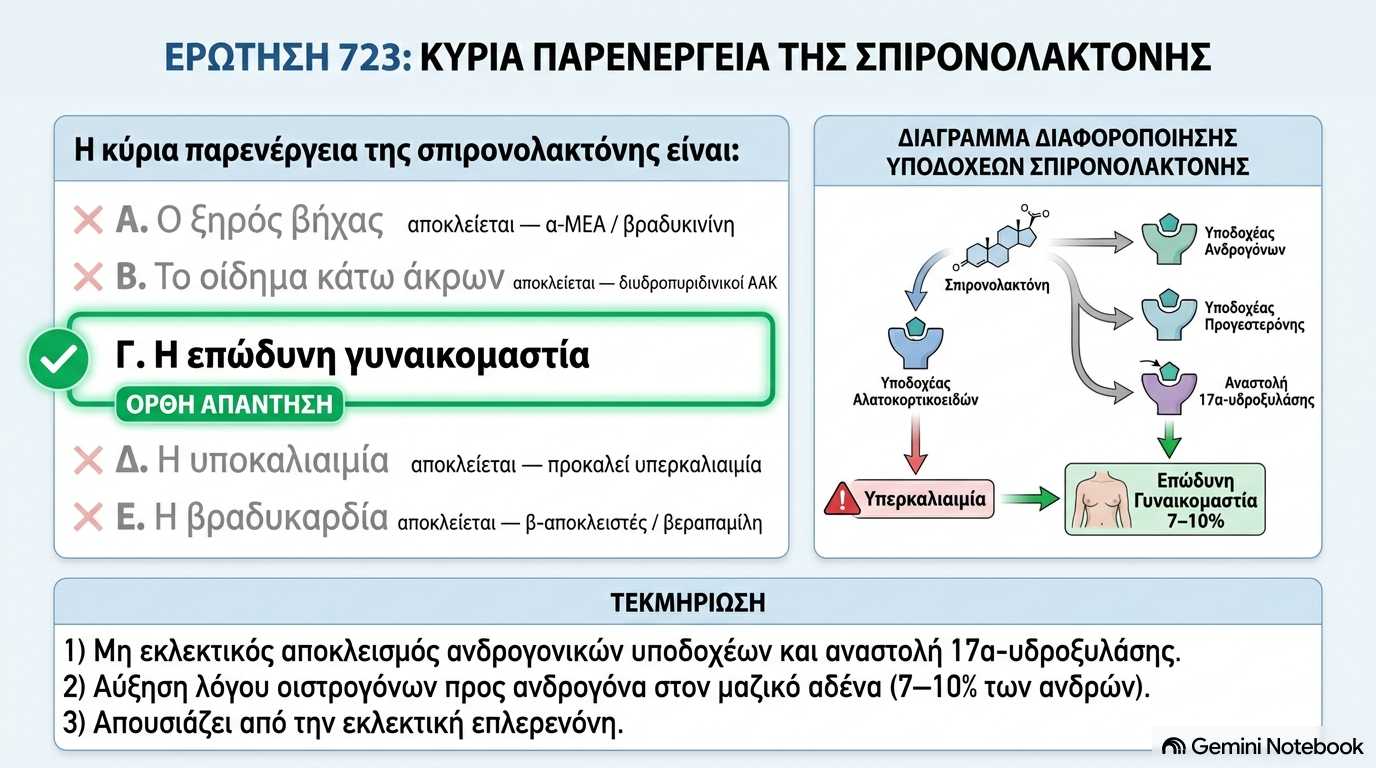 ΕΡΩΤΗΣΗ 723: ΚΥΡΙΑ ΠΑΡΕΝΕΡΓΕΙΑ ΤΗΣ ΣΠΙΡΟΝΟΛΑΚΤΟΝΗΣ
Η κύρια παρενέργεια της σπιρονολακτόνης είναι:
Α. Ο ξηρός βήχας αποκλείεται — α-ΜΕΑ / βραδυκινίνη
Β. Το οίδημα κάτω άκρων αποκλείεται — διυδροπυριδινικοί ΑΑΚ
Γ. Η επώδυνη γυναικομαστία
ΟΡΘΗ ΑΠΑΝΤΗΣΗ
Δ. Η υποκαλιαιμία αποκλείεται — προκαλεί υπερκαλιαιμία
Ε. Η βραδυκαρδία αποκλείεται — β-αποκλειστές / βεραπαμίλη
ΔΙΑΓΡΑΜΜΑ ΔΙΑΦΟΡΟΠΟΙΗΣΗΣ
ΥΠΟΔΟΧΕΩΝ ΣΠΙΡΟΝΟΛΑΚΤΟΝΗΣ
Σπιρονολακτόνη
Υποδοχέας
Ανδρογόνων
Υποδοχέας
Προγεστερόνης
Υποδοχέας
Αλατοκορτικοειδών
Αναστολή
17α-υδροξυλάσης
Υπερκαλιαιμία
Επώδυνη
Γυναικομαστία
7–10%
ΤΕΚΜΗΡΙΩΣΗ
1) Μη εκλεκτικός αποκλεισμός ανδρογονικών υποδοχέων και αναστολή 17α-υδροξυλάσης.
2) Αύξηση λόγου οιστρογόνων προς ανδρογόνα στον μαζικό αδένα (7–10% των ανδρών).
3) Απουσιάζει από την εκλεκτική επλερενόνη.
Gemini Notebook